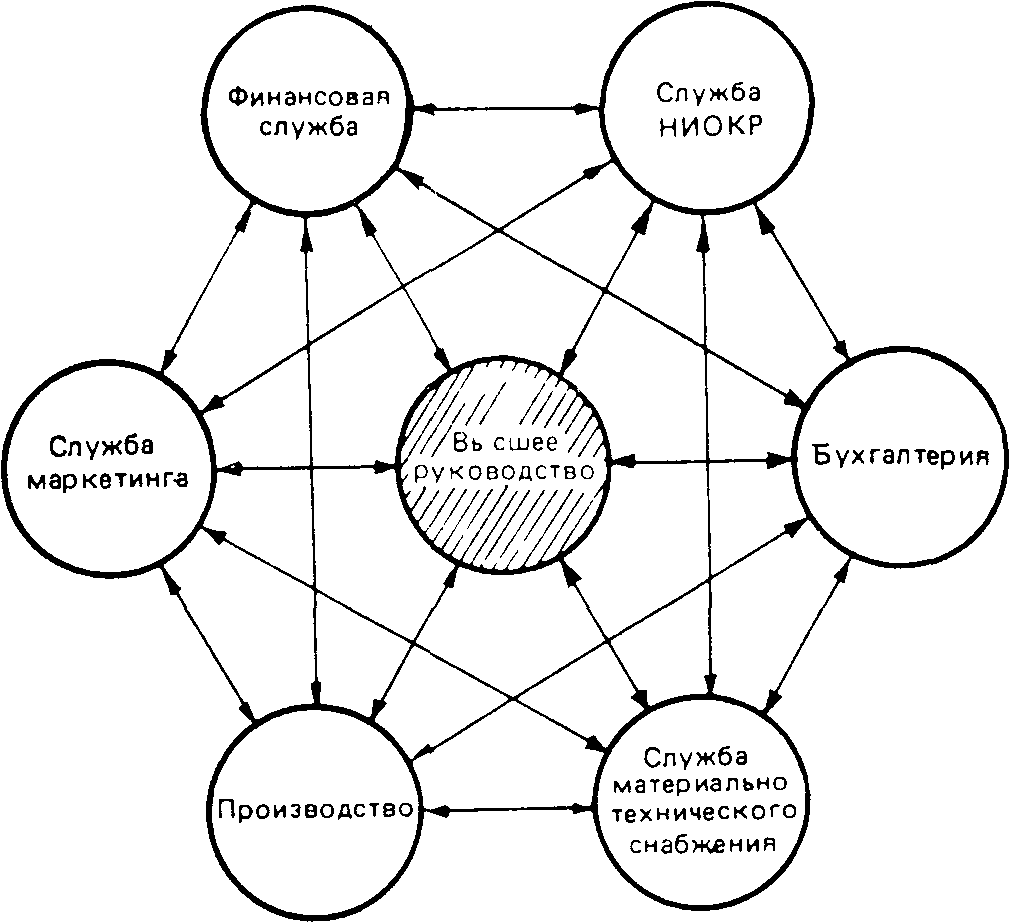 Финансовая
служба
Служба
НИОКР
Служба
маркетинга
Вь сшее
руководство
Бухгалтерия
Производство
Служба
материально
технического
снабжения